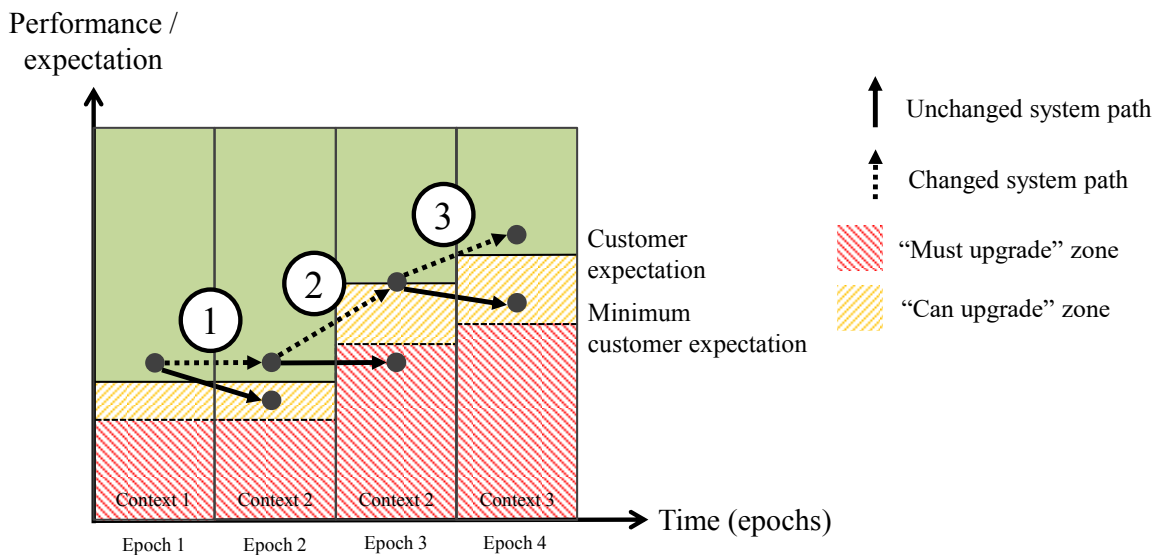 Performance /
expectation
3
2
1
Customer
expectation
Minimum
customer expectation
Unchanged system path
Changed system path
“Must upgrade” zone
“Can upgrade” zone
Context 1
Context 2
Context 2
Context 3
Time (epochs)
Epoch 1
Epoch 2
Epoch 3
Epoch 4